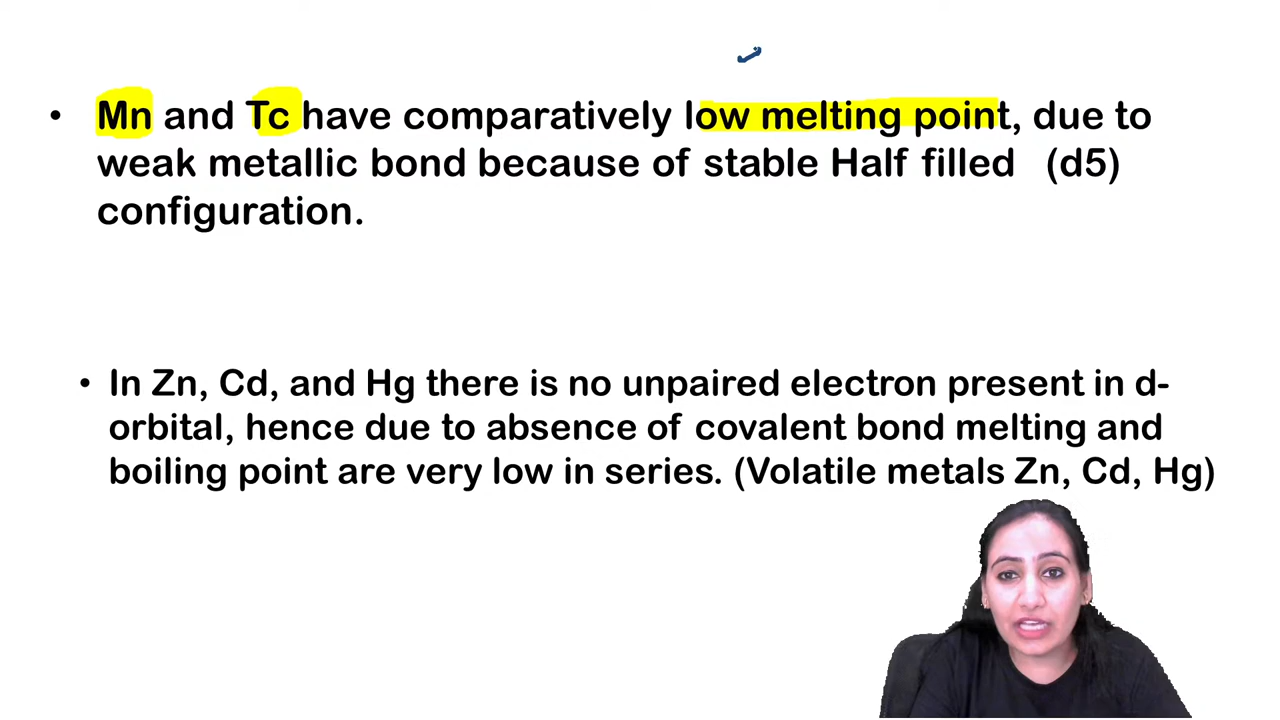 • Mn and Tc have comparatively low melting point, due to
weak metallic bond because of stable Half filled (d5)
configuration.
• In Zn, Cd, and Hg there is no unpaired electron present in d-
orbital, hence due to absence of covalent bond melting and
boiling point are very low in series. (Volatile metals Zn, Cd, Hg)